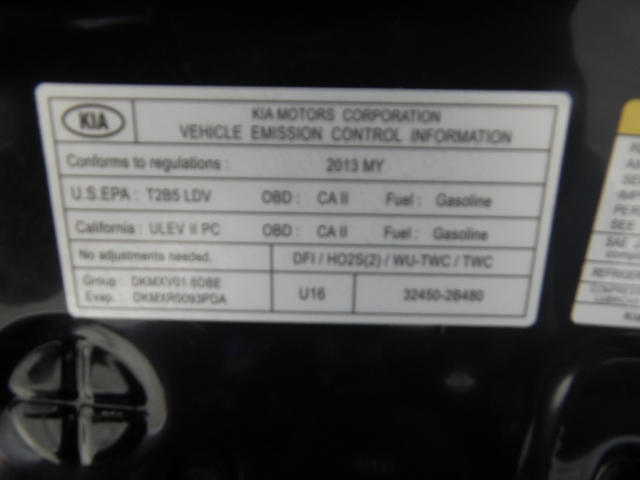 KIA
KIA MOTORS CORPORATION
VEHICLE EMISSION CONTROL INFORMATION
Conforms to regulations : 2013 MY
U.S.EPA : T2B5 LDV OBD : CA II Fuel : Gasoline
California : ULEV II PC OBD : CA II Fuel : Gasoline
No adjustments needed. DFI / HO2S(2) / WU-TWC / TWC
Group : DKMXV01.6DBE
Evap. : DKMXR0093PDA
U16 32450-2B480
SEE
SAE